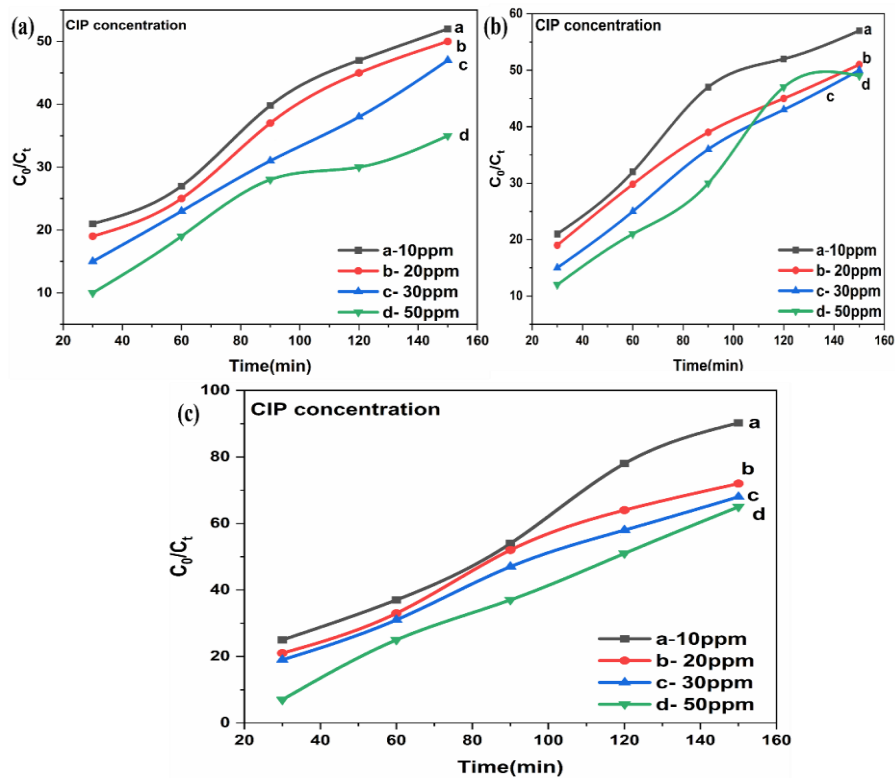 (a)
CIP concentration
C₀/Cₜ
50
40
30
20
10
20 40 60 80 100 120 140 160
Time(min)
a
b
c
d
a-10ppm
b- 20ppm
c- 30ppm
d- 50ppm
(b)
CIP concentration
C₀/Cₜ
60
50
40
30
20
10
20 40 60 80 100 120 140 160
Time(min)
a
b
d
c
a-10ppm
b- 20ppm
c- 30ppm
d- 50ppm
(c)
CIP concentration
C₀/Cₜ
100
80
60
40
20
0
20 40 60 80 100 120 140 160
Time(min)
a
b
c
d
a-10ppm
b- 20ppm
c- 30ppm
d- 50ppm